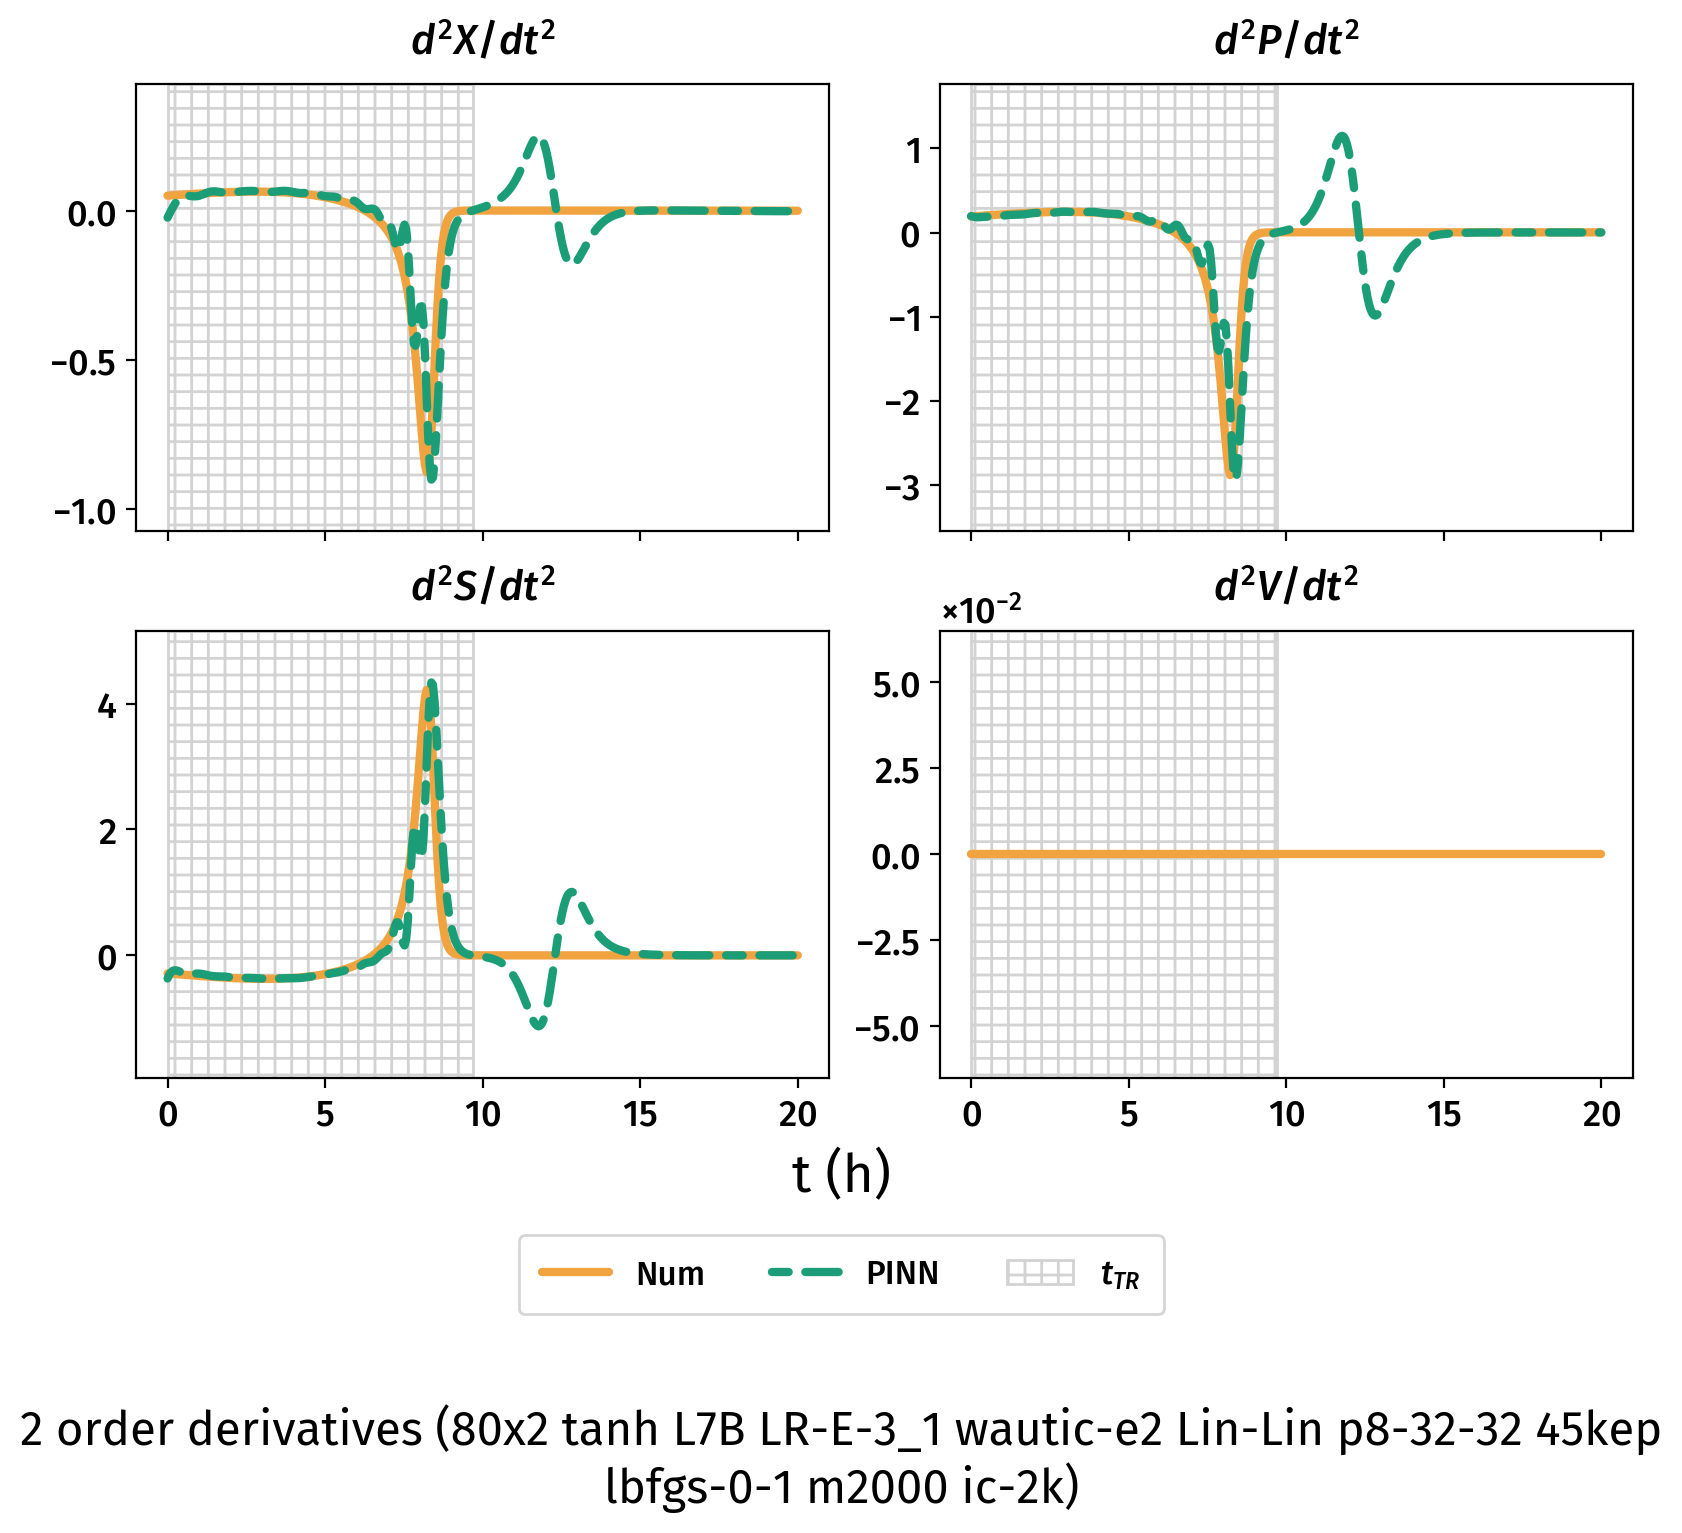 d²X/dt²
d²P/dt²
0.0
−0.5
−1.0
1
0
−1
−2
−3
d²S/dt²
d²V/dt²
×10⁻²
4
2
0
5.0
2.5
0.0
−2.5
−5.0
0 5 10 15 20
0 5 10 15 20
t (h)
Num PINN t_TR
2 order derivatives (80x2 tanh L7B LR-E-3_1 wautic-e2 Lin-Lin p8-32-32 45kep
lbfgs-0-1 m2000 ic-2k)